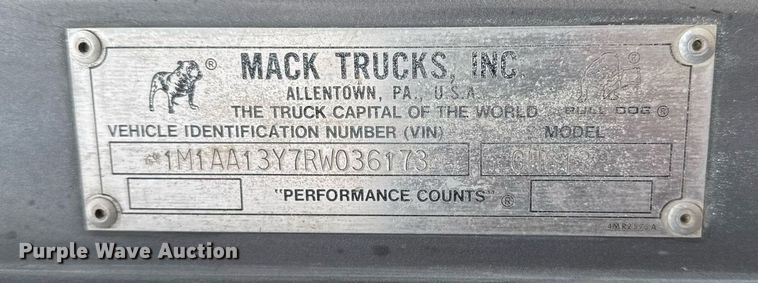 MACK TRUCKS, INC.
ALLENTOWN, PA., U.S.A.
THE TRUCK CAPITAL OF THE WORLD BULL DOG ®
VEHICLE IDENTIFICATION NUMBER (VIN) MODEL
1M1AA13Y7RW036173
"PERFORMANCE COUNTS" ®
Purple Wave Auction